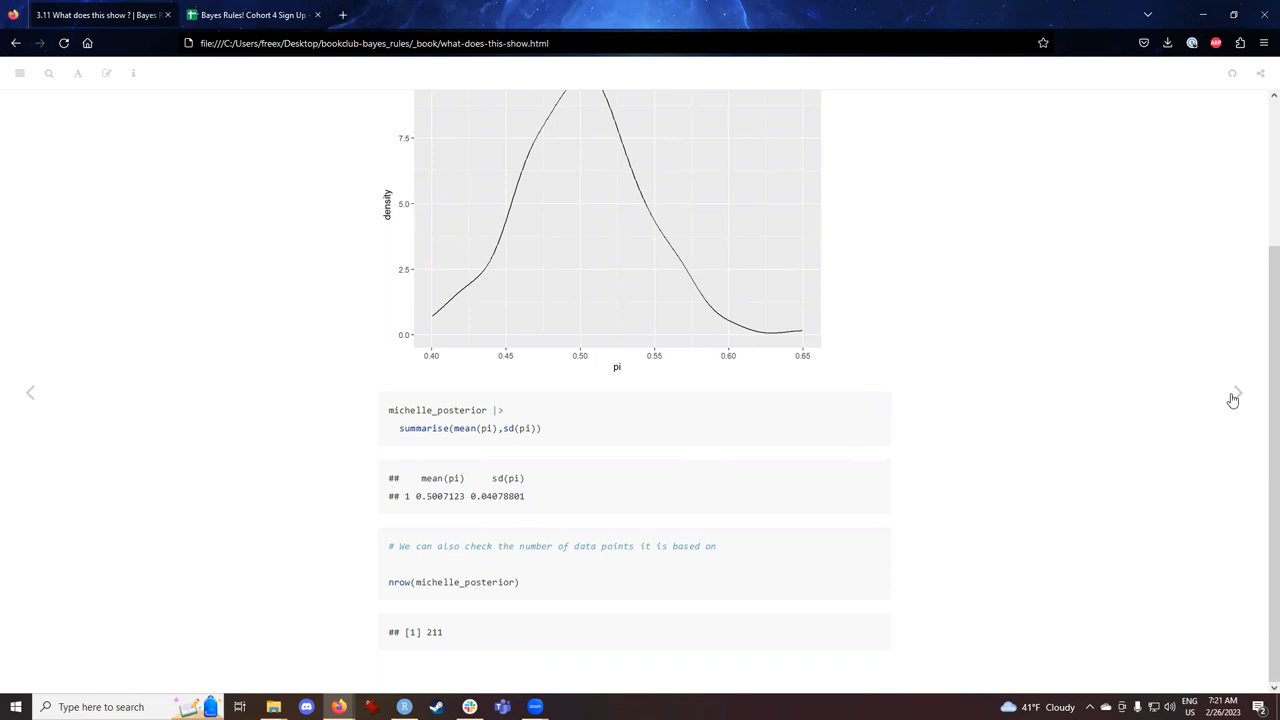 3.11 What does this show ? | Bayes R
Bayes Rules! Cohort 4 Sign Up -
file:///C:/Users/freex/Desktop/bookclub-bayes_rules/_book/what-does-this-show.html
ABP
7.5
5.0
2.5
0.0
density
0.40 0.45 0.50 0.55 0.60 0.65
pi
michelle_posterior |>
summarise(mean(pi),sd(pi))
## mean(pi) sd(pi)
## 1 0.5007123 0.04078801
# We can also check the number of data points it is based on
nrow(michelle_posterior)
## [1] 211
Type here to search
41°F Cloudy
ENG
US
7:21 AM
2/26/2023
2